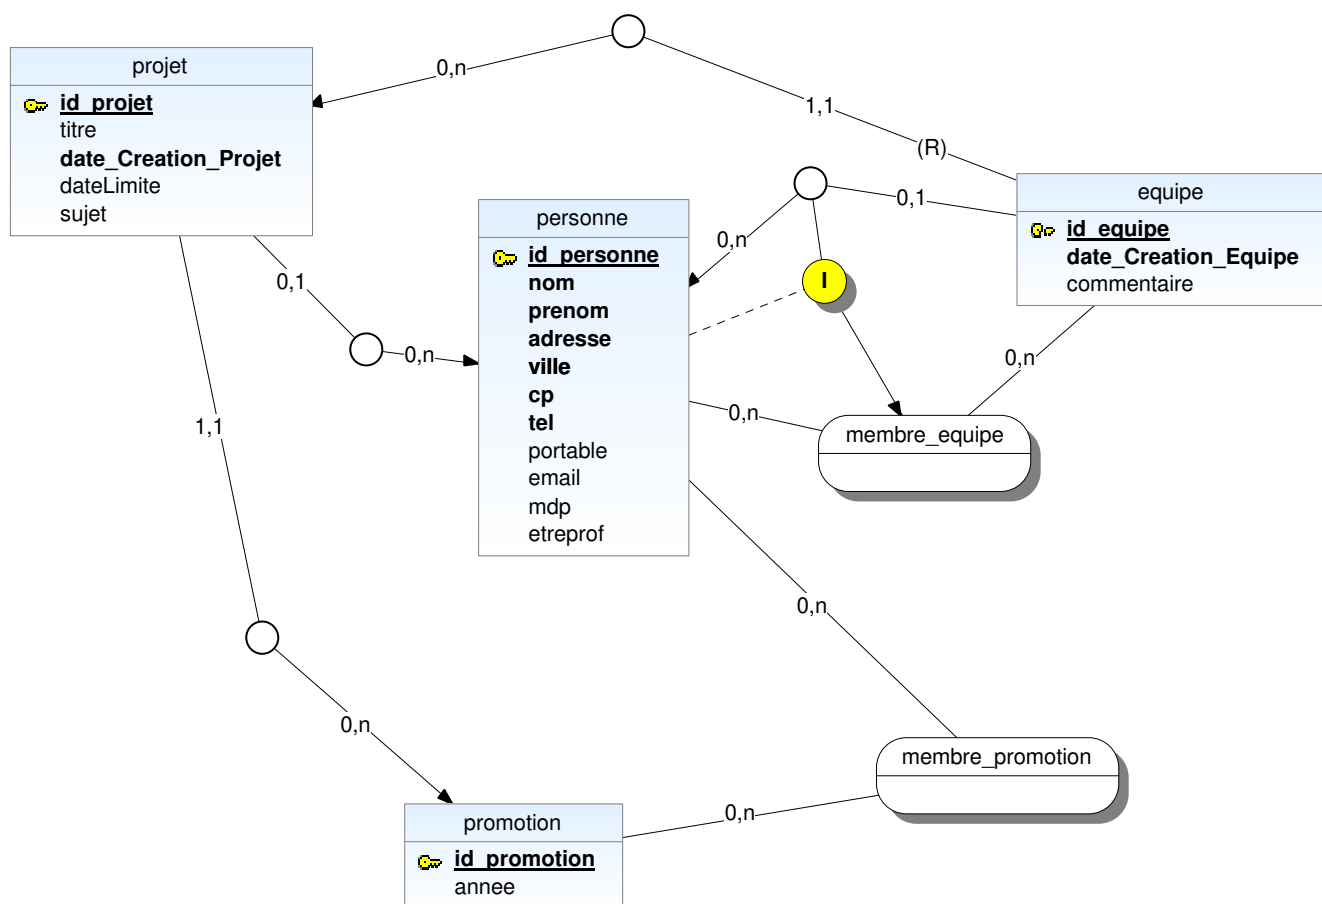 projet
id_projet
titre
date_Creation_Projet
dateLimite
sujet
0,n
1,1
(R)
equipe
id_equipe
date_Creation_Equipe
commentaire
0,1
0,n
I
personne
id_personne
nom
prenom
adresse
ville
cp
tel
portable
email
mdp
etreprof
0,1
0,n
0,n
0,n
membre_equipe
1,1
0,n
0,n
membre_promotion
0,n
promotion
id_promotion
annee